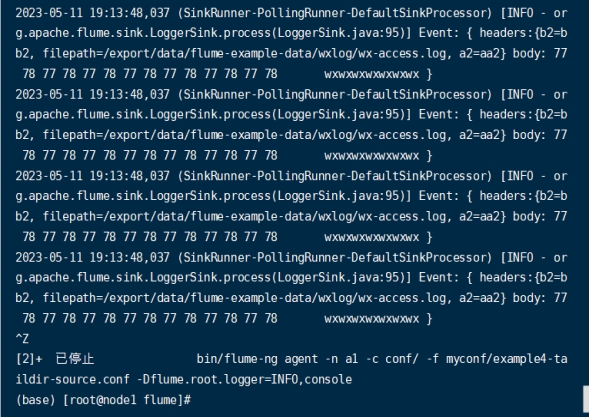 2023-05-11 19:13:48,037 (SinkRunner-PollingRunner-DefaultSinkProcessor) [INFO - or
g.apache.flume.sink.LoggerSink.process(LoggerSink.java:95)] Event: { headers:{b2=b
b2, filepath=/export/data/flume-example-data/wxlog/wx-access.log, a2=aa2} body: 77
 78 77 78 77 78 77 78 77 78 77 78 77 78       wxwxwxwxwxwxwx }
2023-05-11 19:13:48,037 (SinkRunner-PollingRunner-DefaultSinkProcessor) [INFO - or
g.apache.flume.sink.LoggerSink.process(LoggerSink.java:95)] Event: { headers:{b2=b
b2, filepath=/export/data/flume-example-data/wxlog/wx-access.log, a2=aa2} body: 77
 78 77 78 77 78 77 78 77 78 77 78 77 78       wxwxwxwxwxwxwx }
2023-05-11 19:13:48,037 (SinkRunner-PollingRunner-DefaultSinkProcessor) [INFO - or
g.apache.flume.sink.LoggerSink.process(LoggerSink.java:95)] Event: { headers:{b2=b
b2, filepath=/export/data/flume-example-data/wxlog/wx-access.log, a2=aa2} body: 77
 78 77 78 77 78 77 78 77 78 77 78 77 78       wxwxwxwxwxwxwx }
2023-05-11 19:13:48,037 (SinkRunner-PollingRunner-DefaultSinkProcessor) [INFO - or
g.apache.flume.sink.LoggerSink.process(LoggerSink.java:95)] Event: { headers:{b2=b
b2, filepath=/export/data/flume-example-data/wxlog/wx-access.log, a2=aa2} body: 77
 78 77 78 77 78 77 78 77 78 77 78 77 78       wxwxwxwxwxwxwx }
^Z
[2]+  已停止               bin/flume-ng agent -n a1 -c conf/ -f myconf/example4-ta
ildir-source.conf -Dflume.root.logger=INFO,console
(base) [root@node1 flume]#